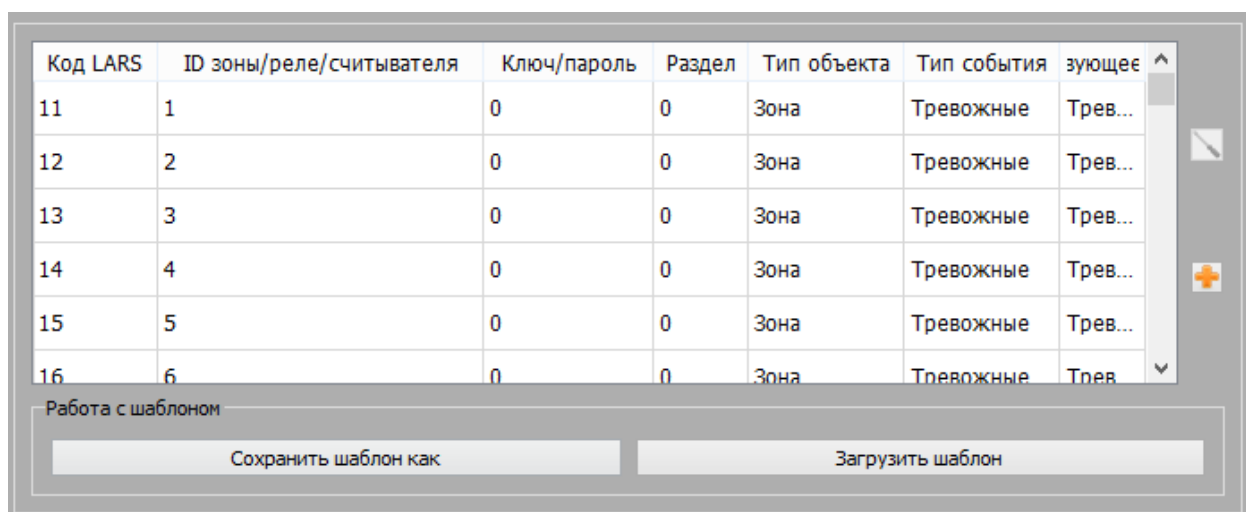 Код LARS ID зоны/реле/считывателя Ключ/пароль Раздел Тип объекта Тип события зующее
11 1 0 0 Зона Тревожные Трев...
12 2 0 0 Зона Тревожные Трев...
13 3 0 0 Зона Тревожные Трев...
14 4 0 0 Зона Тревожные Трев...
15 5 0 0 Зона Тревожные Трев...
16 6 0 0 Зона Тревожные Трев
Работа с шаблоном
Сохранить шаблон как Загрузить шаблон